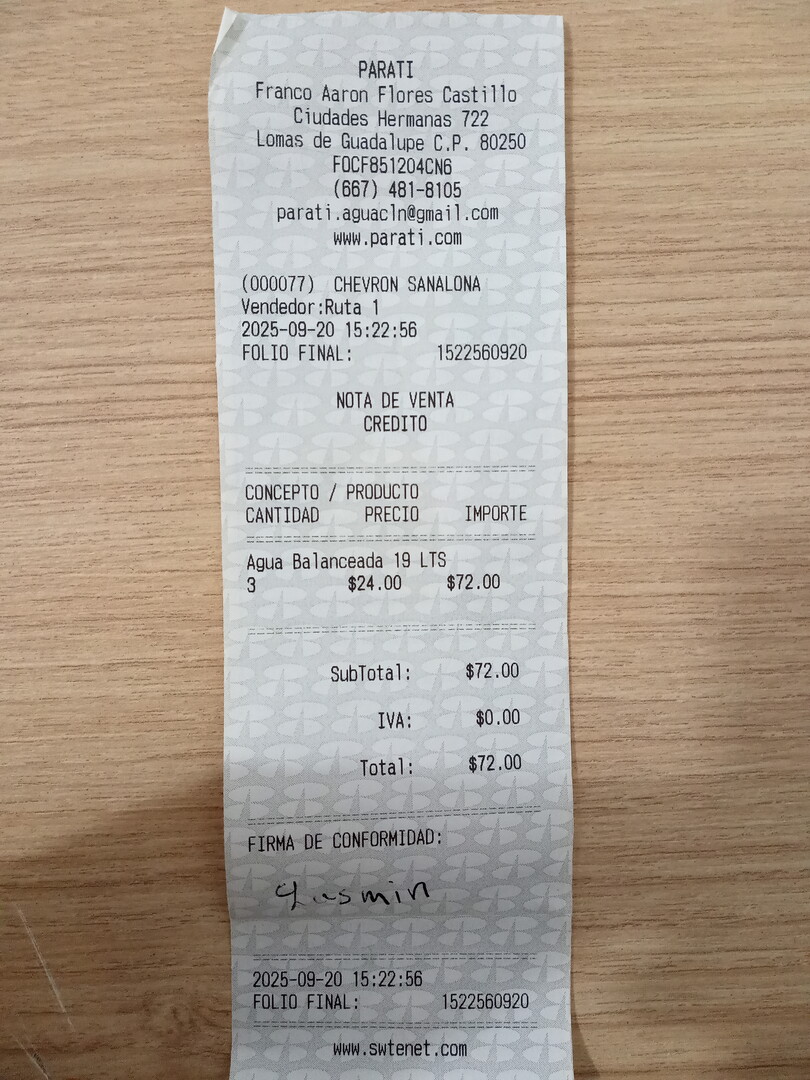 PARATI
Franco Aaron Flores Castillo
Ciudades Hermanas 722
Lomas de Guadalupe C.P. 80250
FOCF851204CN6
(667) 481-8105
parati.aguacln@gmail.com
www.parati.com
(000077) CHEVRON SANALONA
Vendedor:Ruta 1
2025-09-20 15:22:56
FOLIO FINAL: 1522560920
NOTA DE VENTA
CREDITO
CONCEPTO / PRODUCTO
CANTIDAD PRECIO IMPORTE
Agua Balanceada 19 LTS
3 $24.00 $72.00
SubTotal: $72.00
IVA: $0.00
Total: $72.00
FIRMA DE CONFORMIDAD:
Yasmin
2025-09-20 15:22:56
FOLIO FINAL: 1522560920
www.swtenet.com